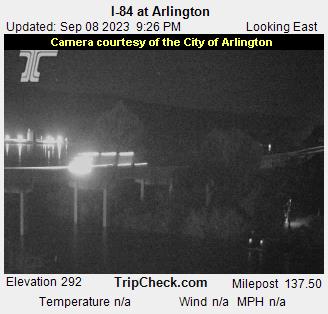 I-84 at Arlington
Updated: Sep 08 2023 9:26 PM Looking East
Camera courtesy of the City of Arlington
Elevation 292 TripCheck.com Milepost 137.50
Temperature n/a Wind n/a MPH n/a